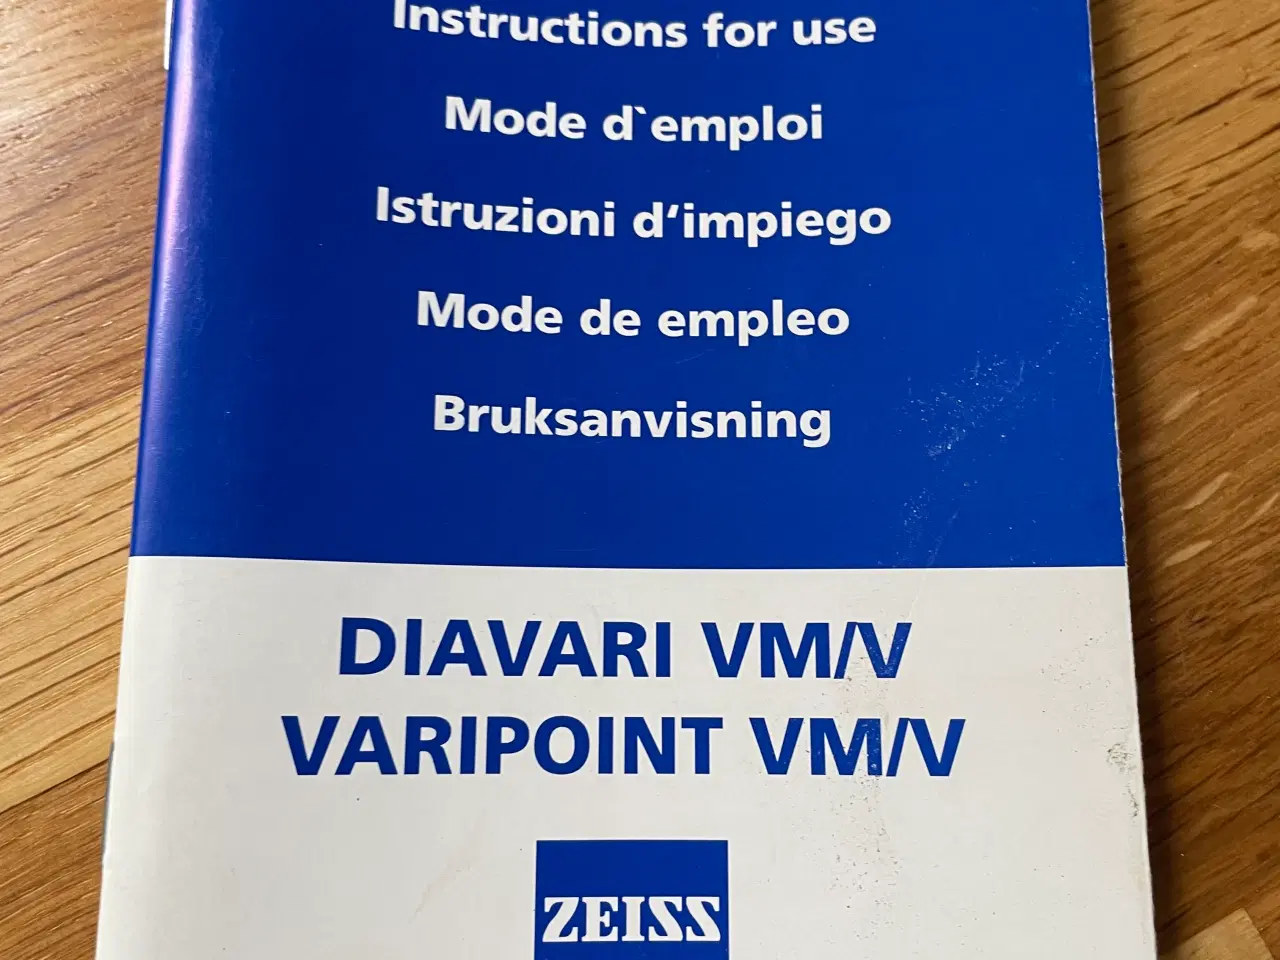 Instructions for use
Mode d`emploi
Istruzioni d‘impiego
Mode de empleo
Bruksanvisning
DIAVARI VM/V
VARIPOINT VM/V
ZEISS